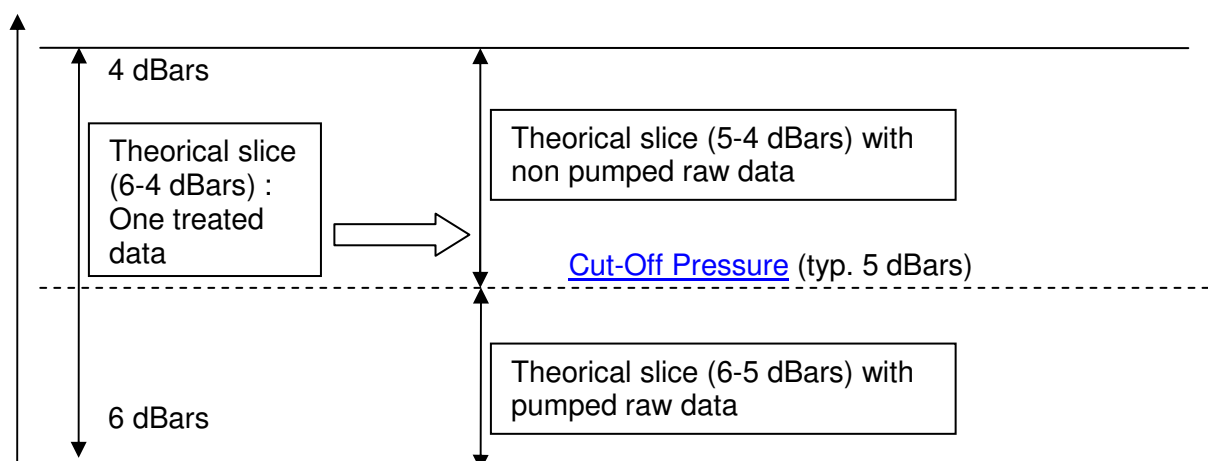 4 dBars
Theorical slice
(6-4 dBars) :
One treated
data
Theorical slice (5-4 dBars) with
non pumped raw data
Cut-Off Pressure (typ. 5 dBars)
Theorical slice (6-5 dBars) with
pumped raw data
6 dBars